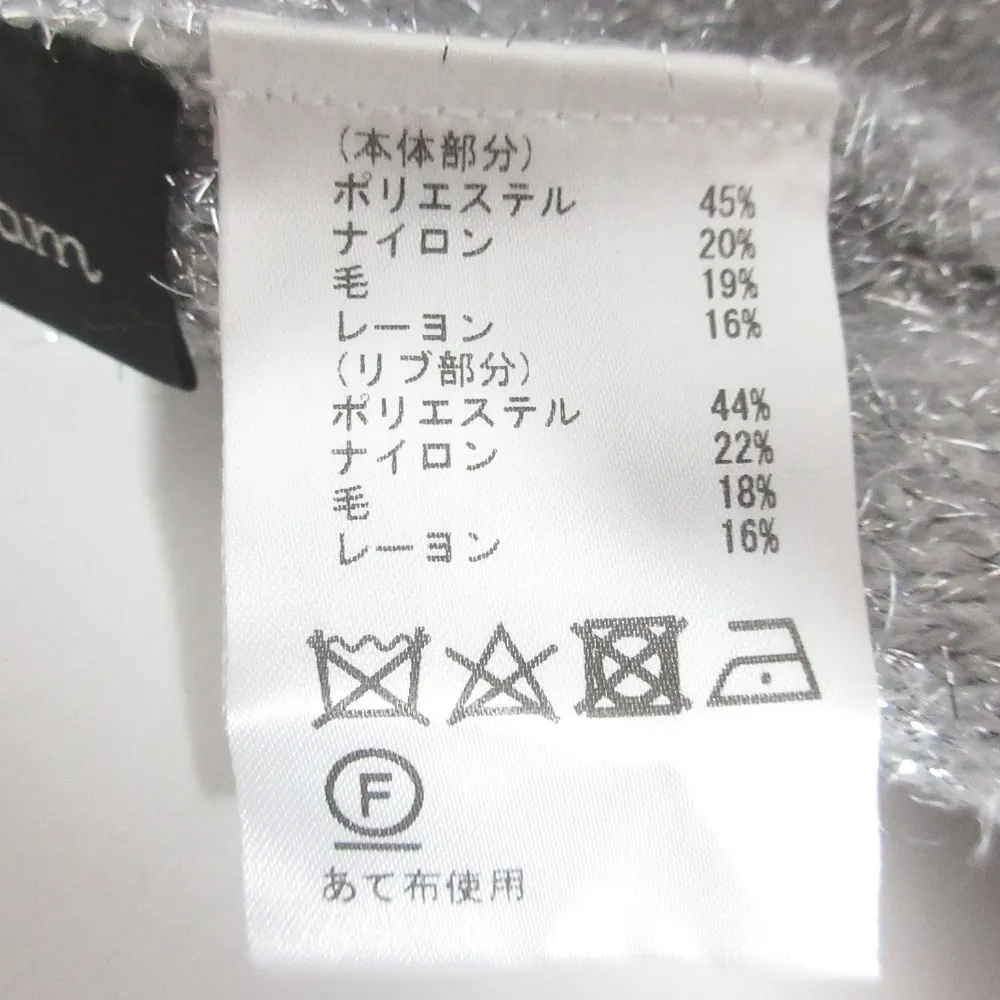 (本体部分)
ポリエステル 45%
ナイロン 20%
毛 19%
レーヨン 16%
(リブ部分)
ポリエステル 44%
ナイロン 22%
毛 18%
レーヨン 16%
F
あて布使用